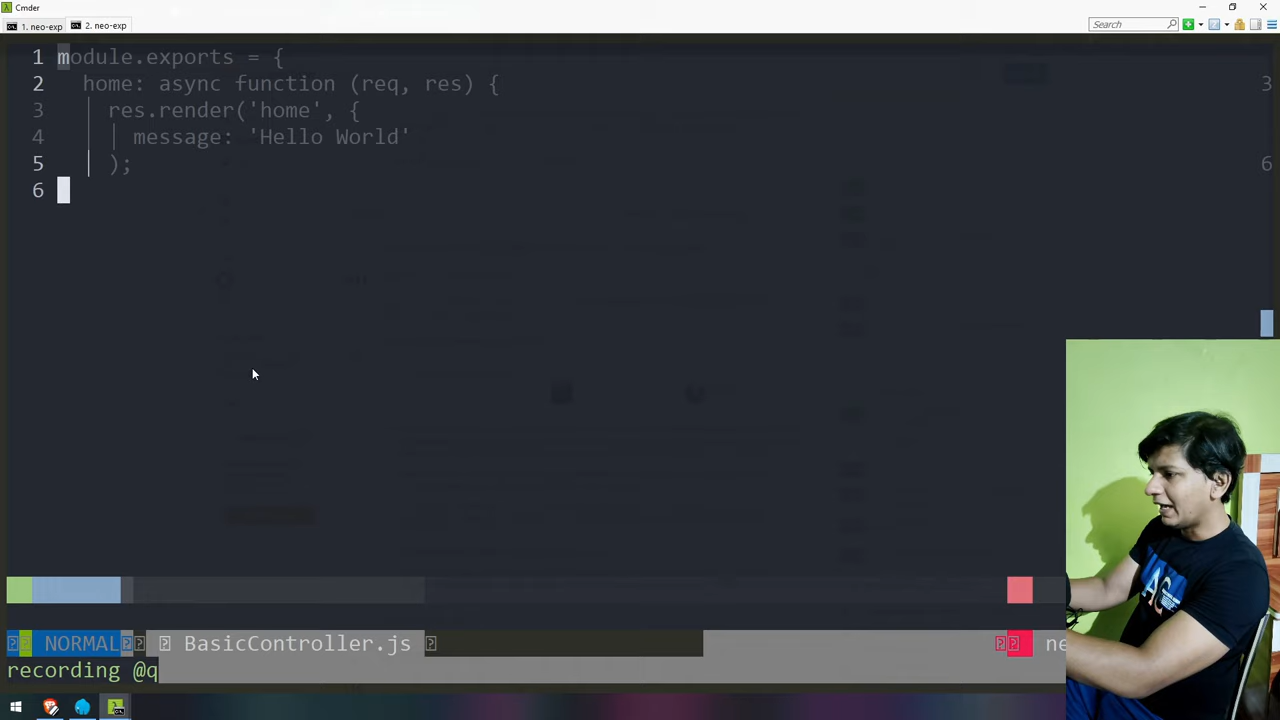 Cmder
1. neo-exp
2. neo-exp
Search
1 module.exports = {
2 home: async function (req, res) {
3
3 res.render('home', {
4 message: 'Hello World'
5 );
6
6
NORMAL BasicController.js
ne
recording @q